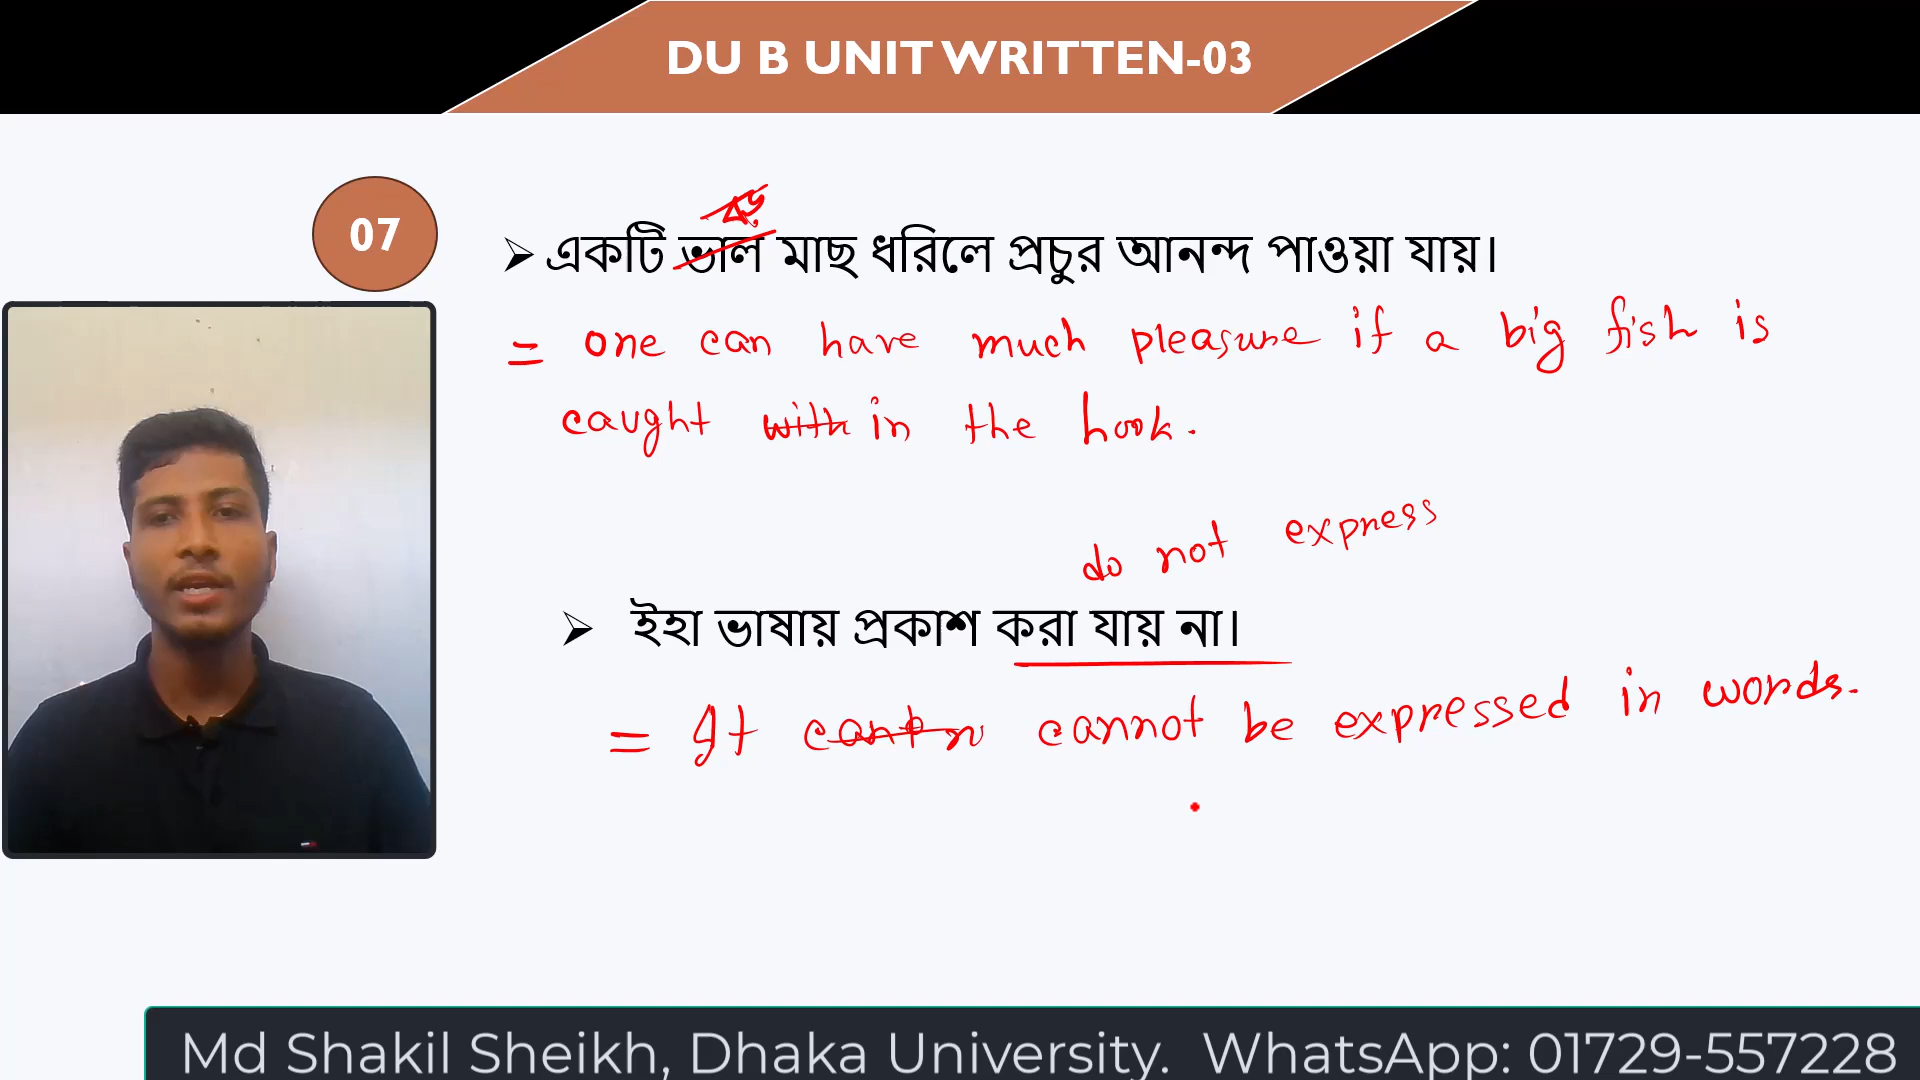 DU B UNIT WRITTEN-03
07
বড়
একটি ভাল মাছ ধরিলে প্রচুর আনন্দ পাওয়া যায়।
= one can have much pleasure if a big fish is
caught with in the hook.
do not express
ইহা ভাষায় প্রকাশ করা যায় না।
= It cannot be expressed in words.
Md Shakil Sheikh, Dhaka University. WhatsApp: 01729-557228